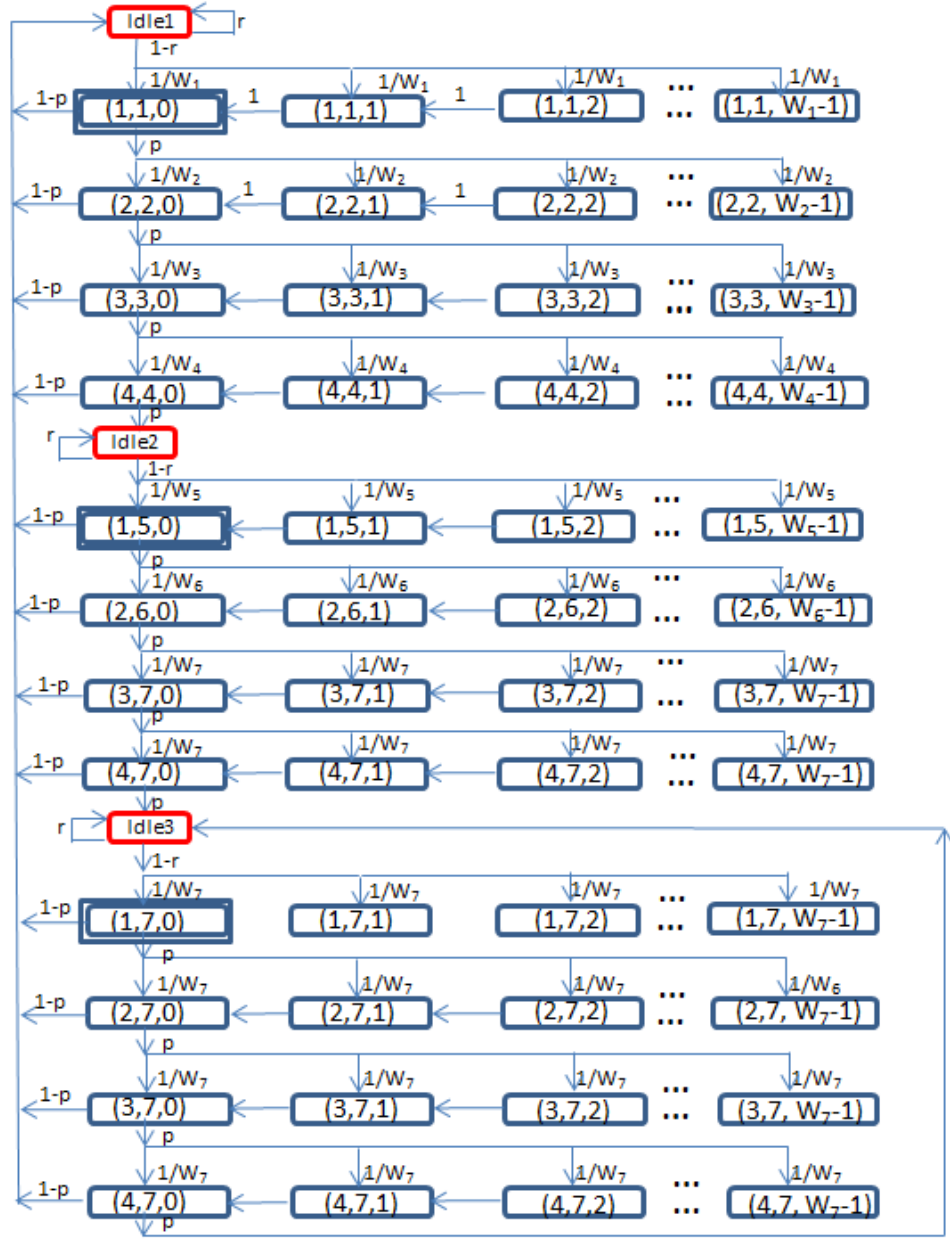 Idle1 r
1-r
1/W₁ 1/W₁ 1/W₁ ... 1/W₁
1-p (1,1,0) 1 (1,1,1) 1 (1,1,2) ... (1,1, W₁-1)
p
1/W₂ 1/W₂ 1/W₂ ... 1/W₂
1-p (2,2,0) 1 (2,2,1) 1 (2,2,2) ... (2,2, W₂-1)
p
1/W₃ 1/W₃ 1/W₃ ... 1/W₃
1-p (3,3,0) (3,3,1) (3,3,2) ... (3,3, W₃-1)
p
1/W₄ 1/W₄ 1/W₄ ... 1/W₄
1-p (4,4,0) (4,4,1) (4,4,2) ... (4,4, W₄-1)
p
r Idle2
1-r
1/W₅ 1/W₅ 1/W₅ ... 1/W₅
1-p (1,5,0) (1,5,1) (1,5,2) ... (1,5, W₅-1)
p
1/W₆ 1/W₆ 1/W₆ ... 1/W₆
1-p (2,6,0) (2,6,1) (2,6,2) ... (2,6, W₆-1)
p
1/W₇ 1/W₇ 1/W₇ ... 1/W₇
1-p (3,7,0) (3,7,1) (3,7,2) ... (3,7, W₇-1)
p
1/W₇ 1/W₇ 1/W₇ ... 1/W₇
1-p (4,7,0) (4,7,1) (4,7,2) ... (4,7, W₇-1)
p
r Idle3
1-r
1/W₇ 1/W₇ 1/W₇ ... 1/W₇
1-p (1,7,0) (1,7,1) (1,7,2) ... (1,7, W₇-1)
p
1/W₇ 1/W₇ 1/W₇ ... 1/W₆
1-p (2,7,0) (2,7,1) (2,7,2) ... (2,7, W₇-1)
p
1/W₇ 1/W₇ 1/W₇ ... 1/W₇
1-p (3,7,0) (3,7,1) (3,7,2) ... (3,7, W₇-1)
p
1/W₇ 1/W₇ 1/W₇ ... 1/W₇
1-p (4,7,0) (4,7,1) (4,7,2) ... (4,7, W₇-1)
p